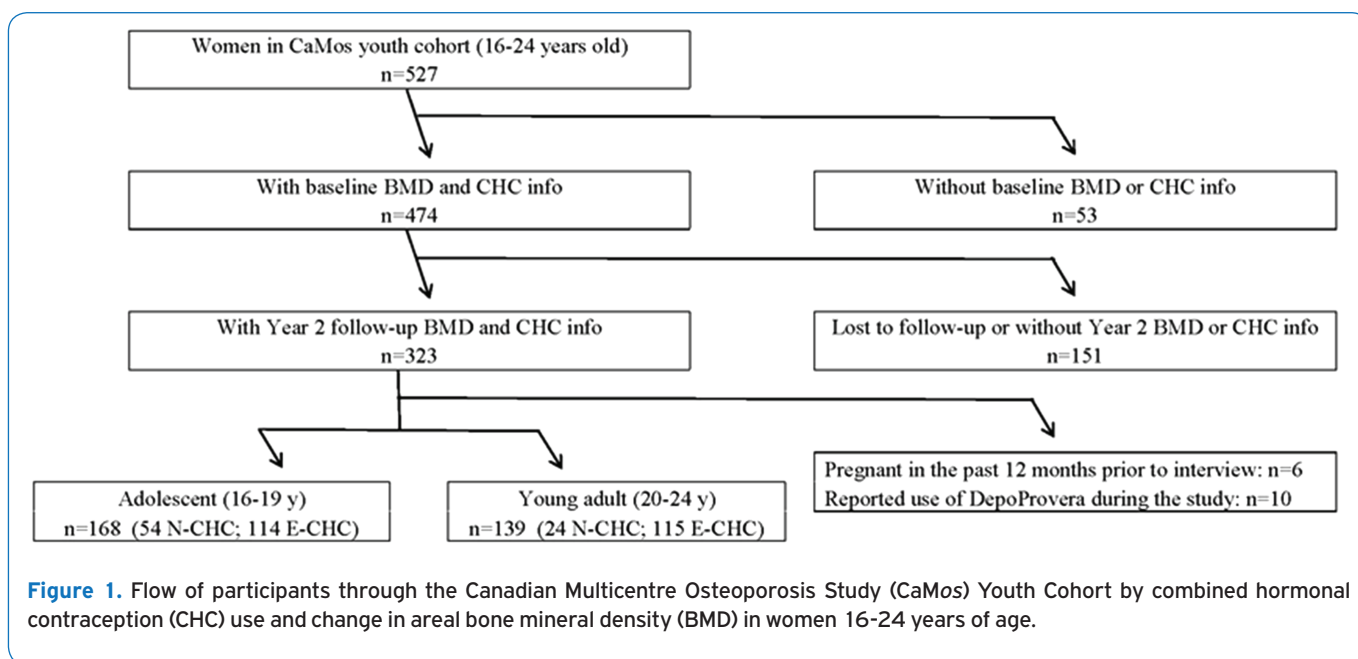 Women in CaMos youth cohort (16-24 years old)
n=527
With baseline BMD and CHC info
n=474
Without baseline BMD or CHC info
n=53
With Year 2 follow-up BMD and CHC info
n=323
Lost to follow-up or without Year 2 BMD or CHC info
n=151
Adolescent (16-19 y)
n=168 (54 N-CHC; 114 E-CHC)
Young adult (20-24 y)
n=139 (24 N-CHC; 115 E-CHC)
Pregnant in the past 12 months prior to interview: n=6
Reported use of DepoProvera during the study: n=10
Figure 1. Flow of participants through the Canadian Multicentre Osteoporosis Study (CaMos) Youth Cohort by combined hormonal
contraception (CHC) use and change in areal bone mineral density (BMD) in women 16-24 years of age.